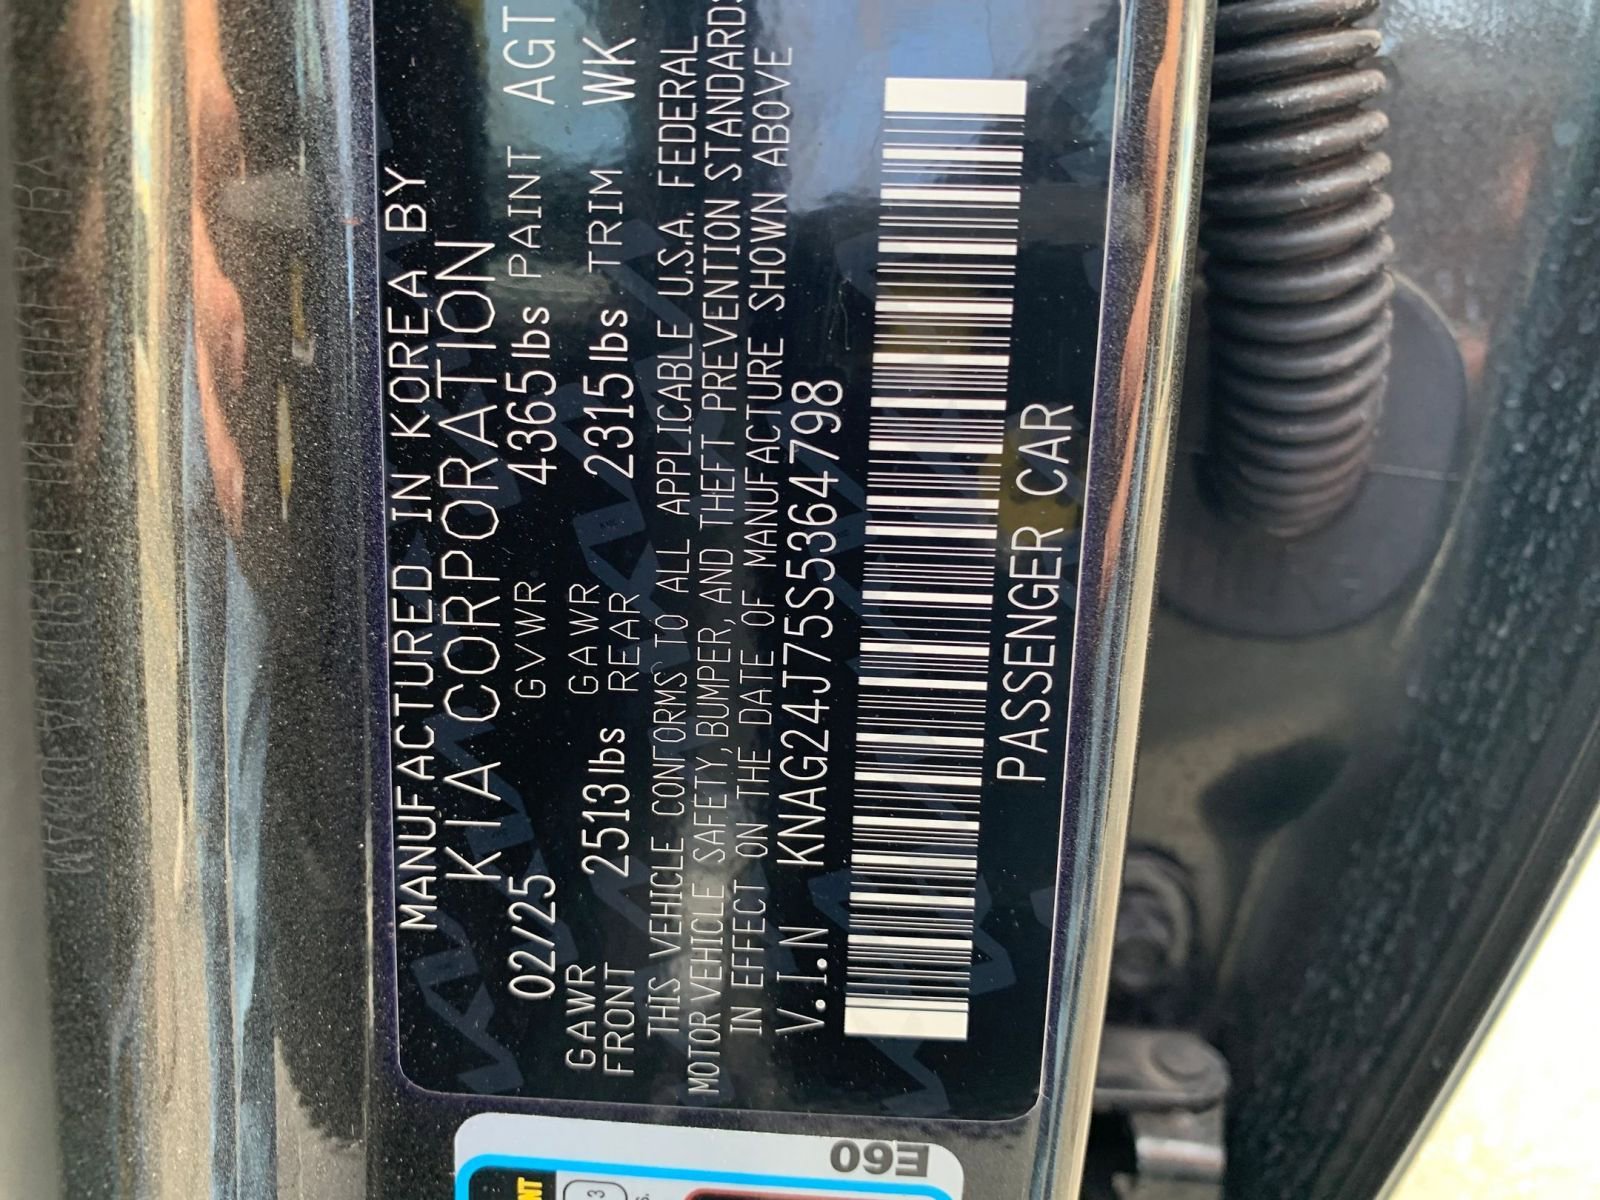 MANUFACTURED IN KOREA BY
KIA CORPORATION
02/25 GVWR 4365lbs PAINT AGT
GAWR FRONT 2513lbs GAWR REAR 2315lbs TRIM WK
THIS VEHICLE CONFORMS TO ALL APPLICABLE U.S.A. FEDERAL
MOTOR VEHICLE SAFETY, BUMPER, AND THEFT PREVENTION STANDARDS
IN EFFECT ON THE DATE OF MANUFACTURE SHOWN ABOVE
V.I.N KNAG24J75S5364798
PASSENGER CAR
E60